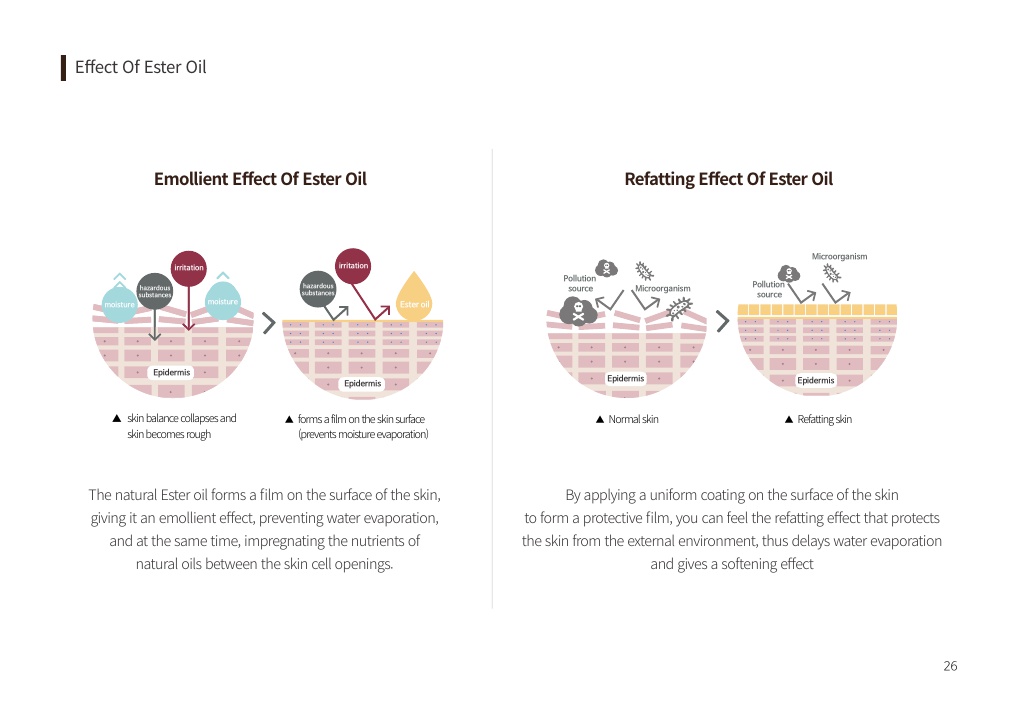 Effect Of Ester Oil
Emollient Effect Of Ester Oil
irritation
hazardous
substances
moisture
moisture
Epidermis
▲ skin balance collapses and
skin becomes rough
irritation
hazardous
substances
Ester oil
Epidermis
▲ forms a film on the skin surface
(prevents moisture evaporation)
The natural Ester oil forms a film on the surface of the skin,
giving it an emollient effect, preventing water evaporation,
and at the same time, impregnating the nutrients of
natural oils between the skin cell openings.
Refatting Effect Of Ester Oil
Pollution
source
Microorganism
Epidermis
▲ Normal skin
Microorganism
Pollution
source
Epidermis
▲ Refatting skin
By applying a uniform coating on the surface of the skin
to form a protective film, you can feel the refatting effect that protects
the skin from the external environment, thus delays water evaporation
and gives a softening effect
26